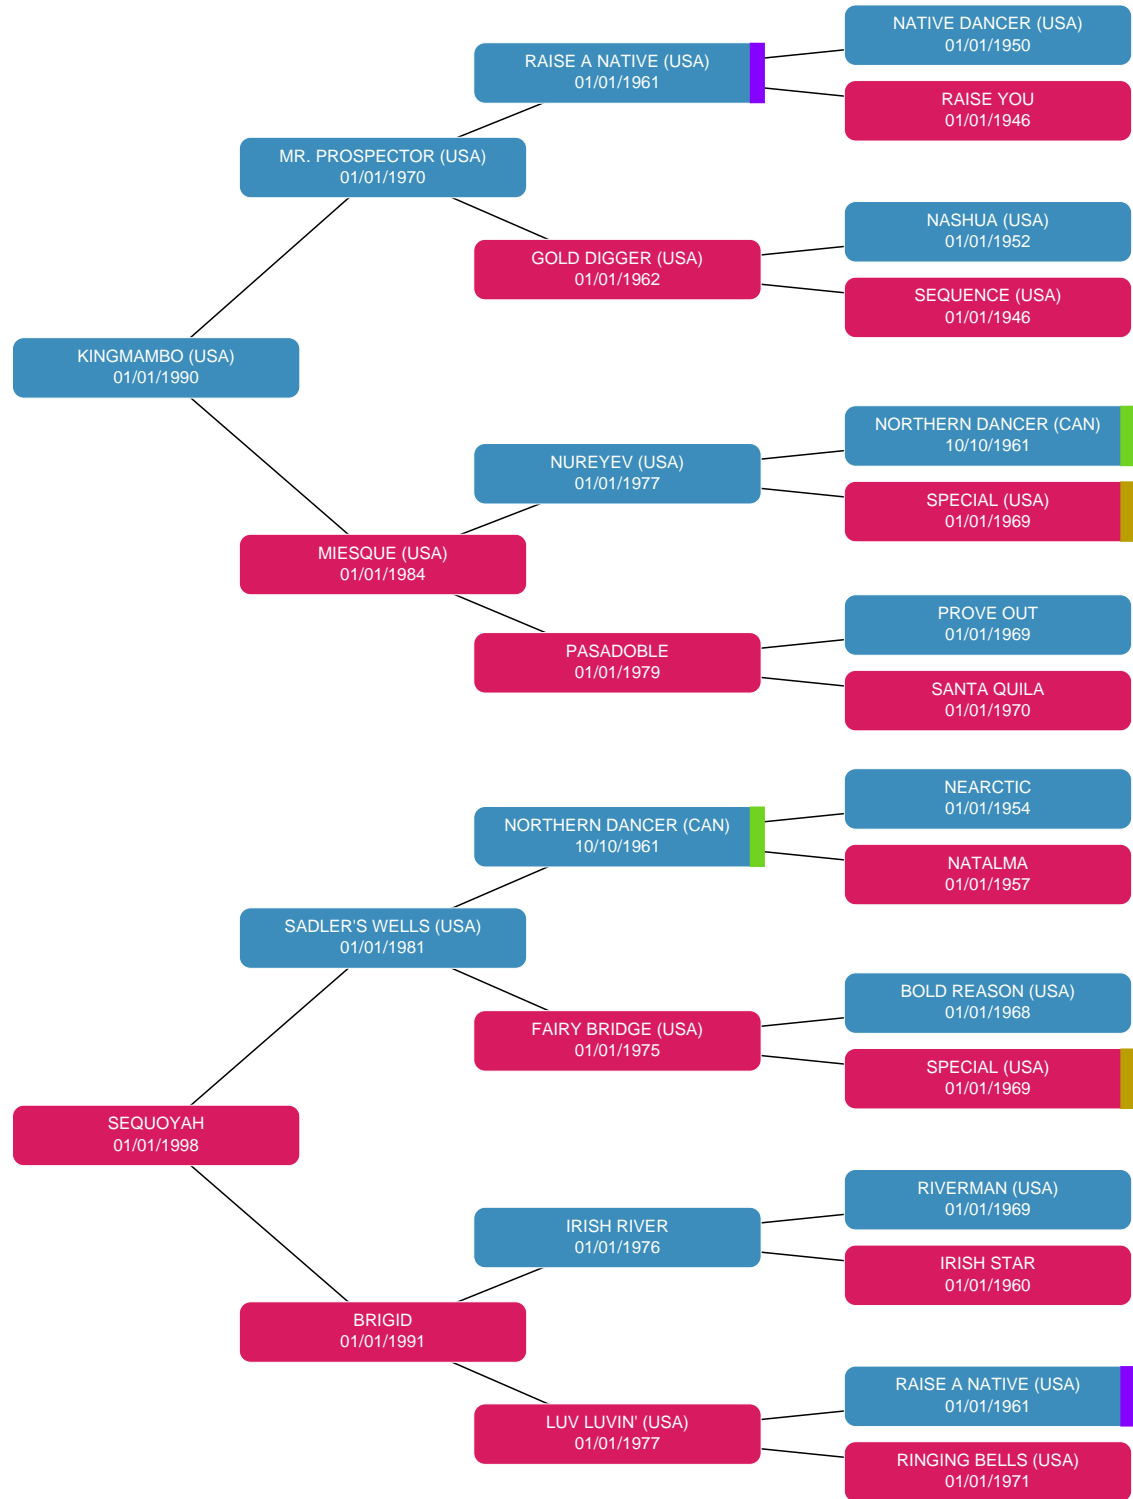 NATIVE DANCER (USA)
01/01/1950
RAISE A NATIVE (USA)
01/01/1961
RAISE YOU
01/01/1946
MR. PROSPECTOR (USA)
01/01/1970
NASHUA (USA)
01/01/1952
GOLD DIGGER (USA)
01/01/1962
SEQUENCE (USA)
01/01/1946
KINGMAMBO (USA)
01/01/1990
NORTHERN DANCER (CAN)
10/10/1961
NUREYEV (USA)
01/01/1977
SPECIAL (USA)
01/01/1969
MIESQUE (USA)
01/01/1984
PROVE OUT
01/01/1969
PASADOBLE
01/01/1979
SANTA QUILA
01/01/1970
NEARCTIC
01/01/1954
NORTHERN DANCER (CAN)
10/10/1961
NATALMA
01/01/1957
SADLER'S WELLS (USA)
01/01/1981
BOLD REASON (USA)
01/01/1968
FAIRY BRIDGE (USA)
01/01/1975
SPECIAL (USA)
01/01/1969
SEQUOYAH
01/01/1998
RIVERMAN (USA)
01/01/1969
IRISH RIVER
01/01/1976
IRISH STAR
01/01/1960
BRIGID
01/01/1991
RAISE A NATIVE (USA)
01/01/1961
LUV LUVIN' (USA)
01/01/1977
RINGING BELLS (USA)
01/01/1971